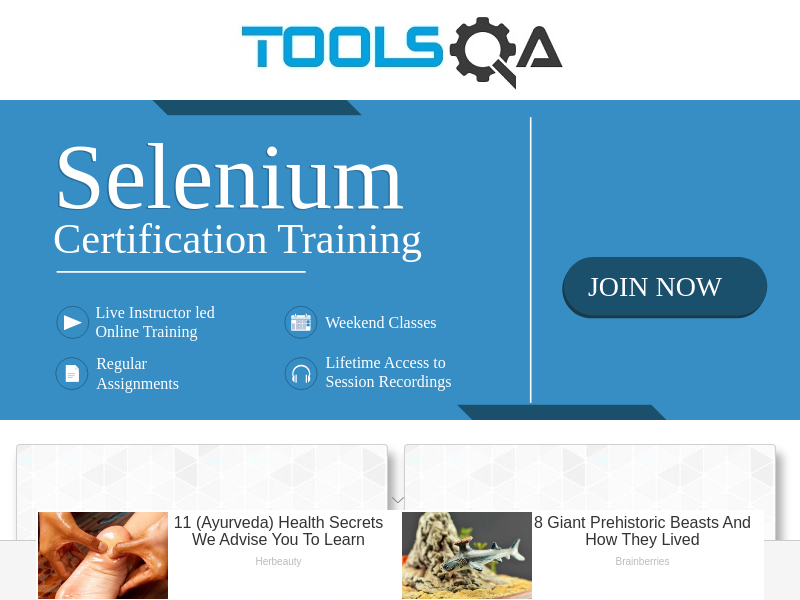 TOOLSQA
Selenium
Certification Training
JOIN NOW
Live Instructor led
Online Training
Weekend Classes
Regular
Assignments
Lifetime Access to
Session Recordings
11 (Ayurveda) Health Secrets
We Advise You To Learn
Herbeauty
8 Giant Prehistoric Beasts And
How They Lived
Brainberries